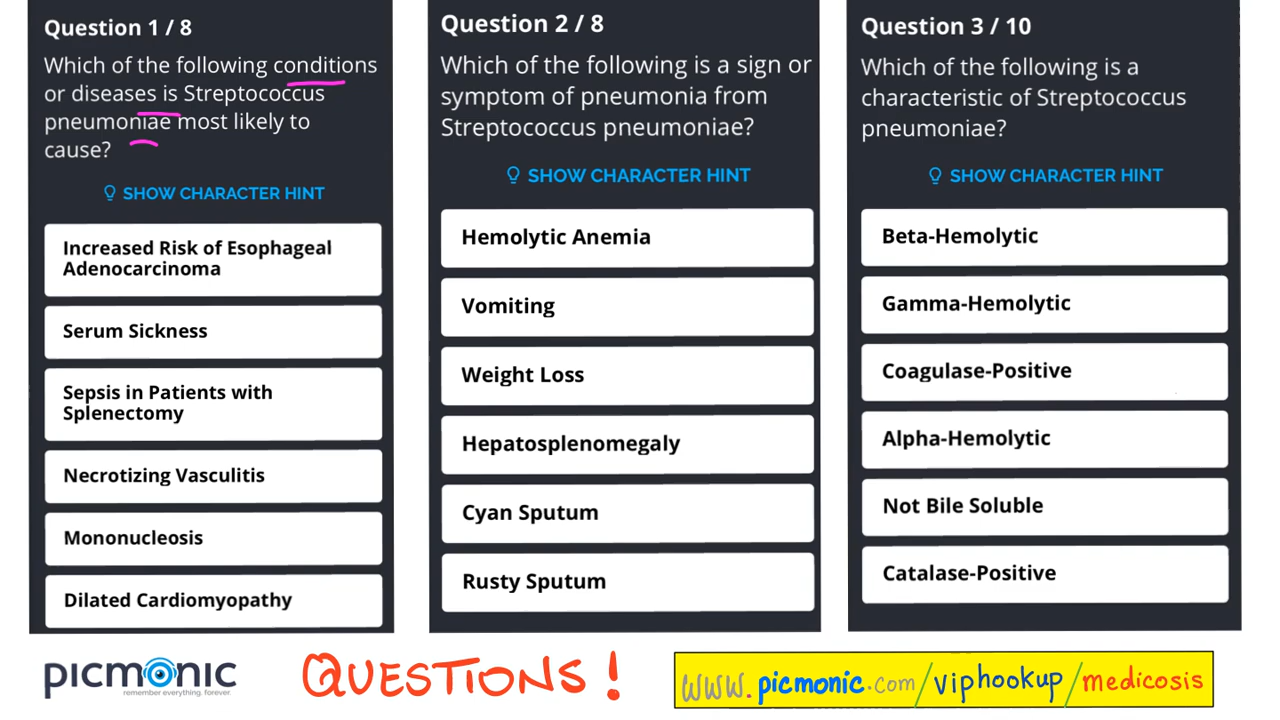 Question 1 / 8
Which of the following conditions
or diseases is Streptococcus
pneumoniae most likely to
cause?
SHOW CHARACTER HINT
Increased Risk of Esophageal
Adenocarcinoma
Serum Sickness
Sepsis in Patients with
Splenectomy
Necrotizing Vasculitis
Mononucleosis
Dilated Cardiomyopathy
Question 2 / 8
Which of the following is a sign or
symptom of pneumonia from
Streptococcus pneumoniae?
SHOW CHARACTER HINT
Hemolytic Anemia
Vomiting
Weight Loss
Hepatosplenomegaly
Cyan Sputum
Rusty Sputum
Question 3 / 10
Which of the following is a
characteristic of Streptococcus
pneumoniae?
SHOW CHARACTER HINT
Beta-Hemolytic
Gamma-Hemolytic
Coagulase-Positive
Alpha-Hemolytic
Not Bile Soluble
Catalase-Positive
picmonic
remember everything. forever.
QUESTIONS!
www.picmonic.com/viphookup/medicosis